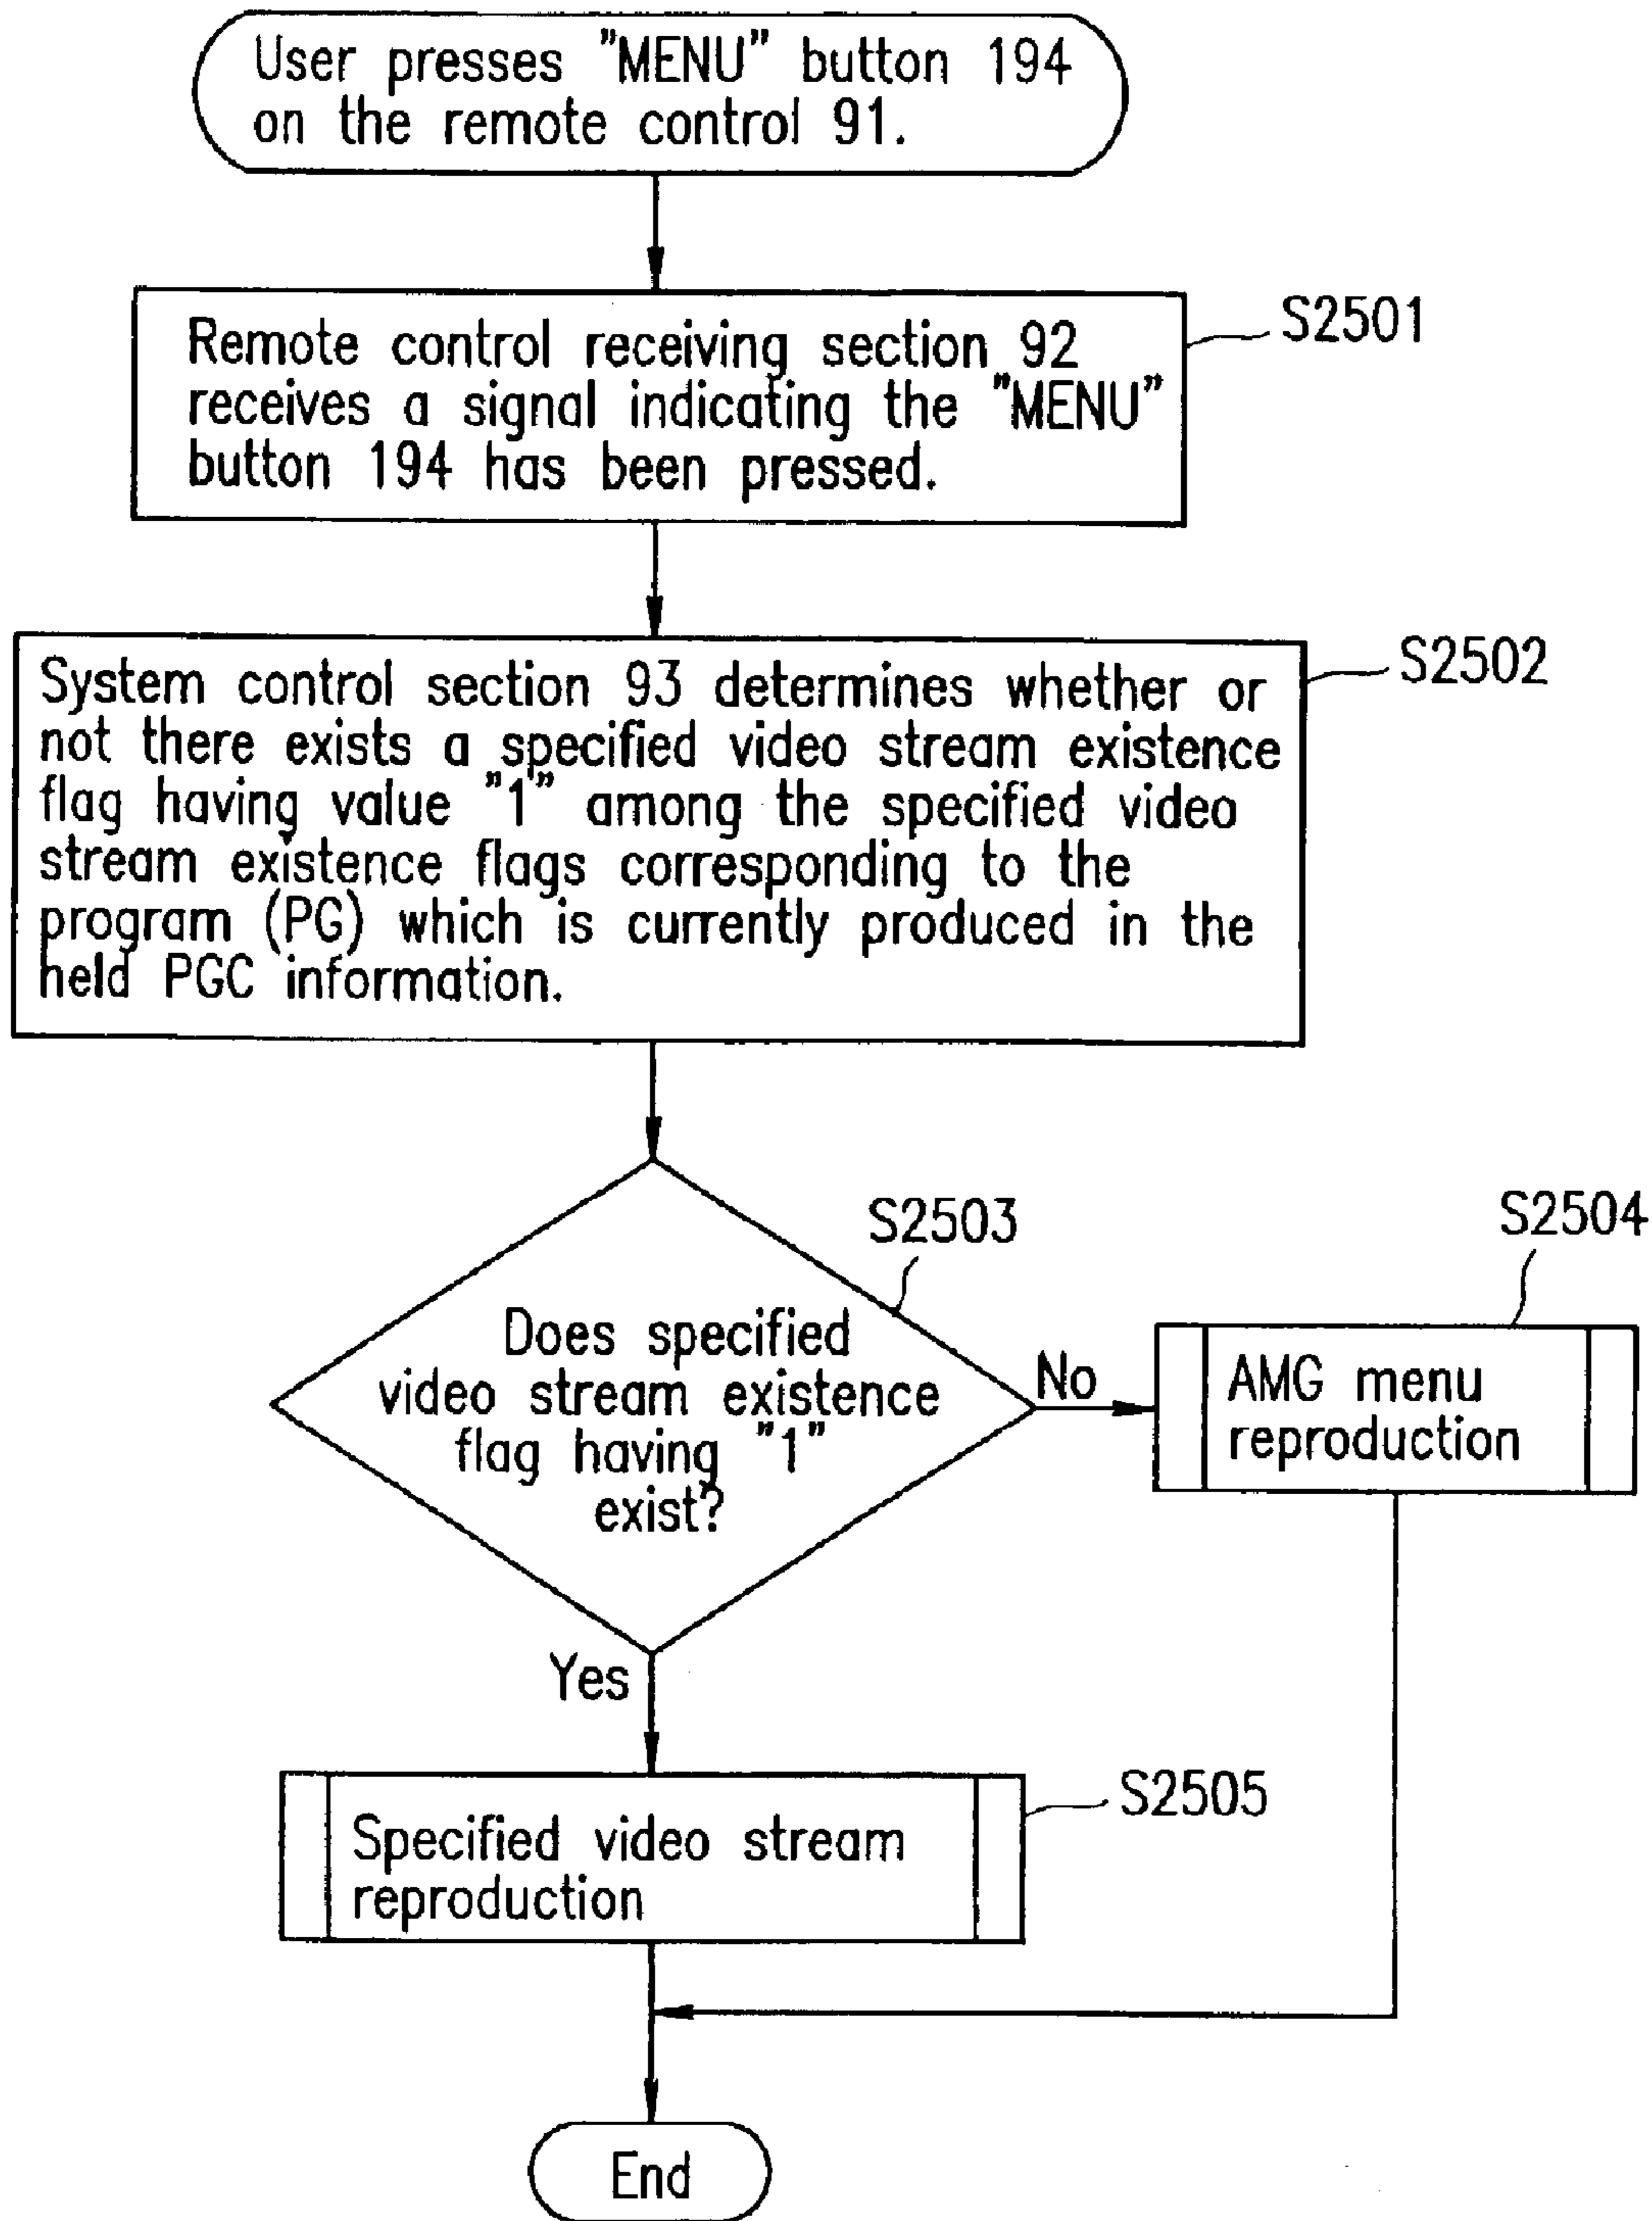 User presses "MENU" button 194
on the remote control 91.
S2501
Remote control receiving section 92
receives a signal indicating the "MENU"
button 194 has been pressed.
S2502
System control section 93 determines whether or
not there exists a specified video stream existence
flag having value "1" among the specified video
stream existence flags corresponding to the
program (PG) which is currently produced in the
held PGC information.
S2503
Does specified
video stream existence
flag having "1"
exist?
No
S2504
AMG menu
reproduction
Yes
S2505
Specified video stream
reproduction
End